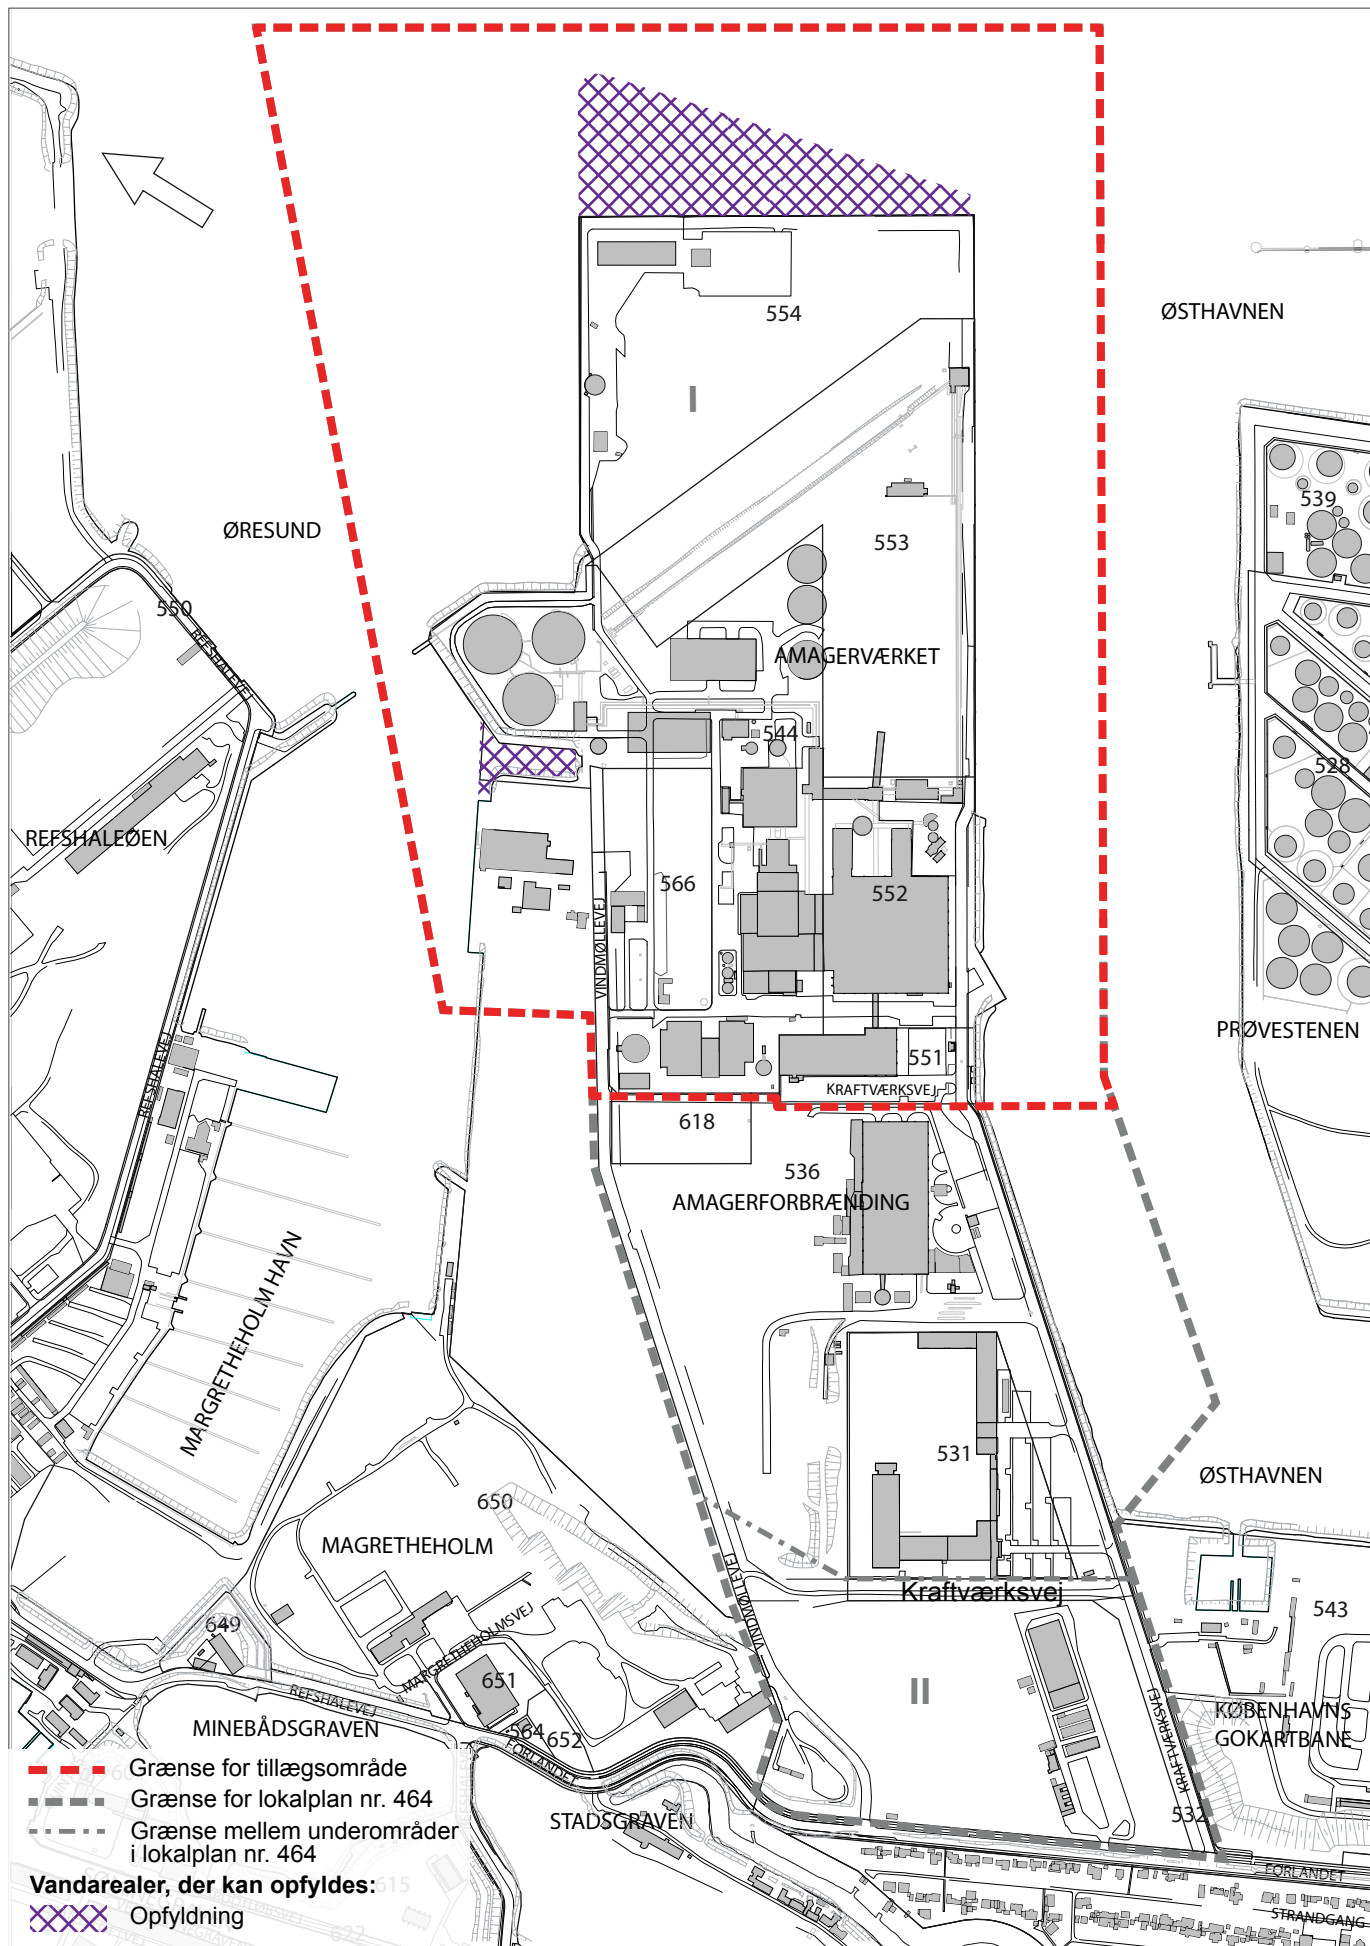 ØSTHAVNEN
554
I
539
ØRESUND
553
550
REFSHALEVEJ
AMAGERVÆRKET
544
528
REFSHALEØEN
566
552
VINDMØLLEVEJ
PRØVESTENEN
551
REFSHALEVEJ
KRAFTVÆRKSVEJ
618
536
AMAGERFORBRÆNDING
MARGRETHEHOLM HAVN
531
ØSTHAVNEN
650
MAGRETHEHOLM
VINDMØLLEVEJ
Kraftværksvej
543
649
MARGRETHEHOLMSVEJ
VINDMØLLEVEJ
651
II
REFSHALEVEJ
KRAFTVÆRKSVEJ
KØBENHAVNS
GOKARTBANE
MINEBÅDSGRAVEN
564
652
FORLANDET
STADSGRAVEN
532
Grænse for tillægsområde
Grænse for lokalplan nr. 464
Grænse mellem underområder
i lokalplan nr. 464
FORLANDET
Vandarealer, der kan opfyldes:
615
STRANDGANG
Opfyldning
622